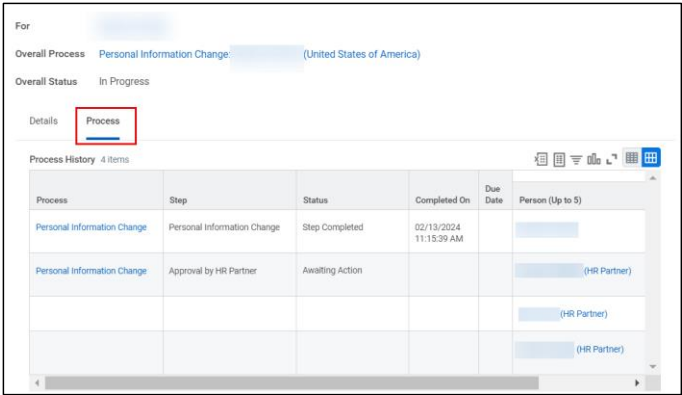 For
Overall Process Personal Information Change: (United States of America)
Overall Status In Progress
Details Process
Process History 4 items
Process Step Status Completed On Due Date Person (Up to 5)
Personal Information Change Personal Information Change Step Completed 02/13/2024 11:15:39 AM
Personal Information Change Approval by HR Partner Awaiting Action (HR Partner)
(HR Partner)
(HR Partner)